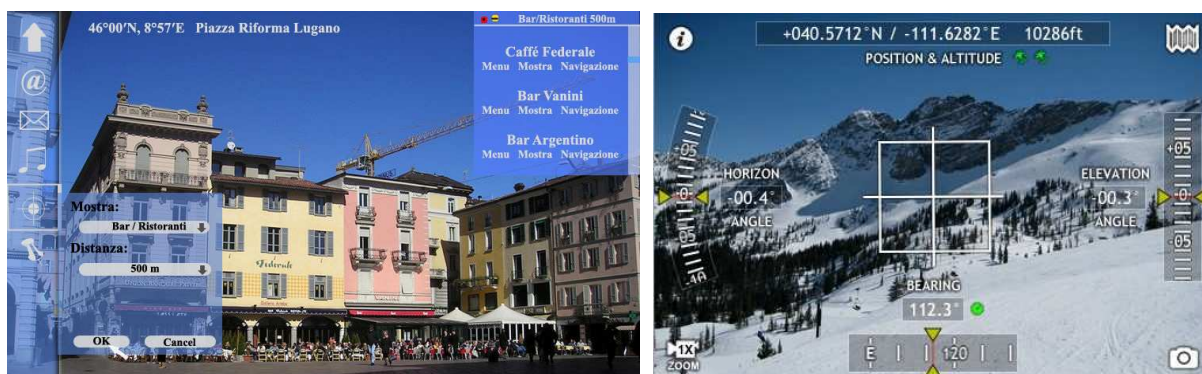 46°00'N, 8°57'E Piazza Riforma Lugano
Bar/Ristoranti 500m
Caffé Federale
Menu Mostra Navigazione
Bar Vanini
Menu Mostra Navigazione
Bar Argentino
Menu Mostra Navigazione
@
Mostra:
Bar / Ristoranti
Distanza:
500 m
OK Cancel
Federale
i
+040.5712°N / -111.6282°E 10286ft
POSITION & ALTITUDE
+05
HORIZON
-00.4°
ANGLE
-10
+05
ELEVATION
-00.3°
ANGLE
-0-
-05
BEARING
112.3°
E 120
1X
ZOOM